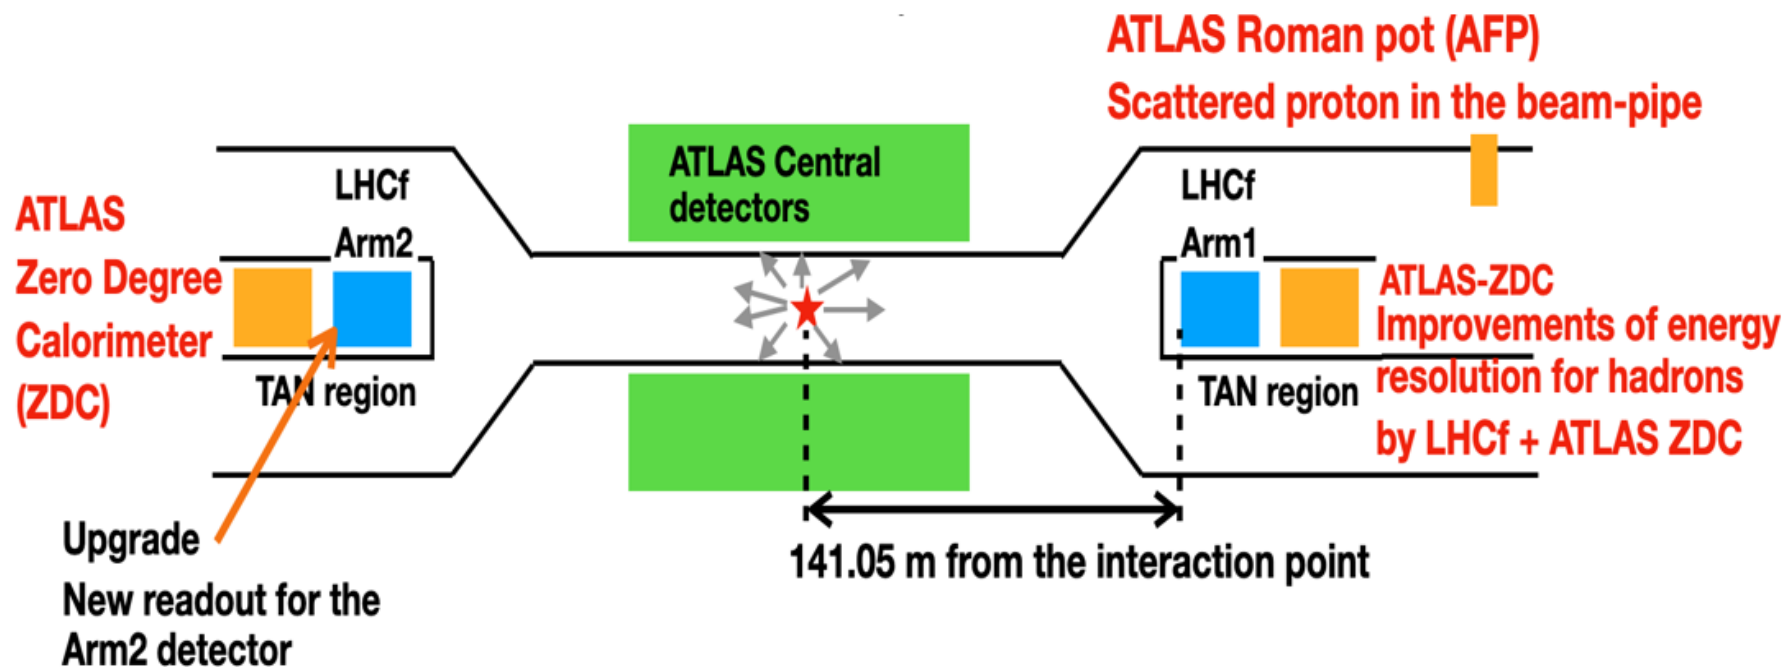 ATLAS Roman pot (AFP)
Scattered proton in the beam-pipe
ATLAS Central
detectors
LHCf
Arm2
LHCf
Arm1
ATLAS
Zero Degree
Calorimeter
(ZDC)
TAN region
TAN region
ATLAS-ZDC
Improvements of energy
resolution for hadrons
by LHCf + ATLAS ZDC
Upgrade
New readout for the
Arm2 detector
141.05 m from the interaction point